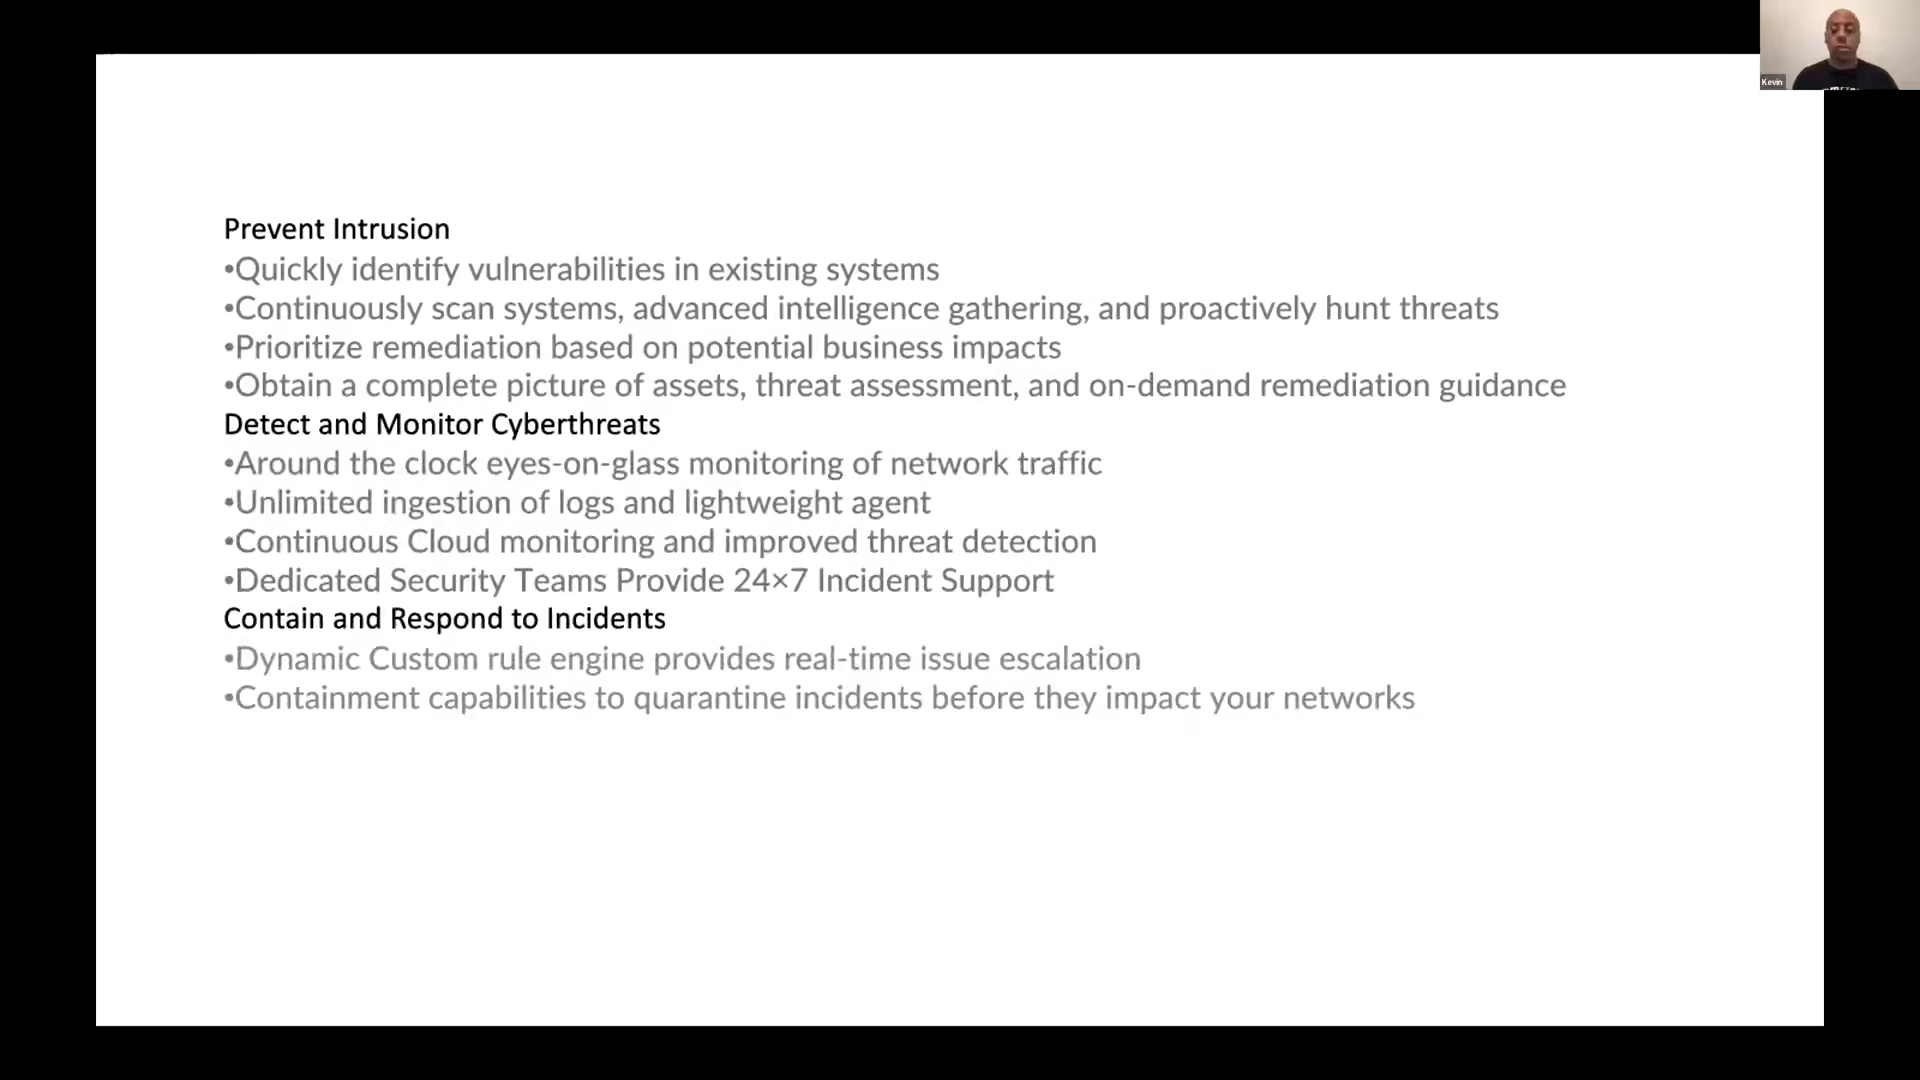 Kevin
Prevent Intrusion
•Quickly identify vulnerabilities in existing systems
•Continuously scan systems, advanced intelligence gathering, and proactively hunt threats
•Prioritize remediation based on potential business impacts
•Obtain a complete picture of assets, threat assessment, and on-demand remediation guidance
Detect and Monitor Cyberthreats
•Around the clock eyes-on-glass monitoring of network traffic
•Unlimited ingestion of logs and lightweight agent
•Continuous Cloud monitoring and improved threat detection
•Dedicated Security Teams Provide 24×7 Incident Support
Contain and Respond to Incidents
•Dynamic Custom rule engine provides real-time issue escalation
•Containment capabilities to quarantine incidents before they impact your networks